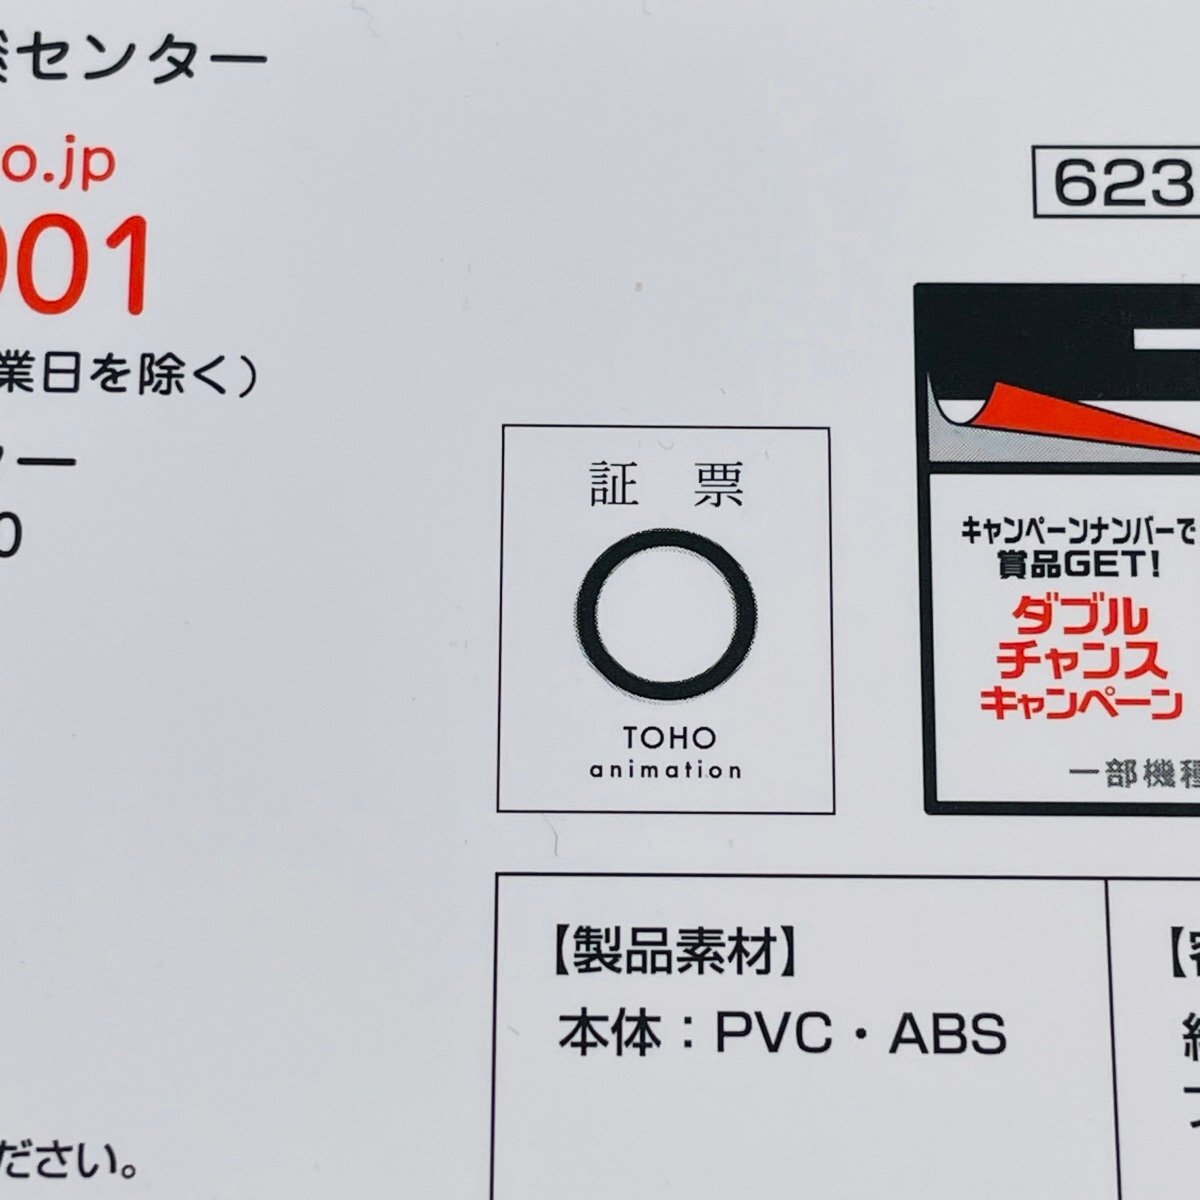 センター
o.jp
001
業日を除く)
ター
0
ださい。
623
証 票
TOHO
animation
キャンペーンナンバーで
賞品GET!
ダブル
チャンス
キャンペーン
一部機種
【製品素材】
本体：PVC・ABS